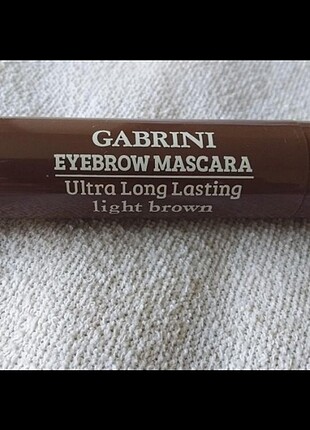 GABRINI
EYEBROW MASCARA
Ultra Long Lasting
light brown